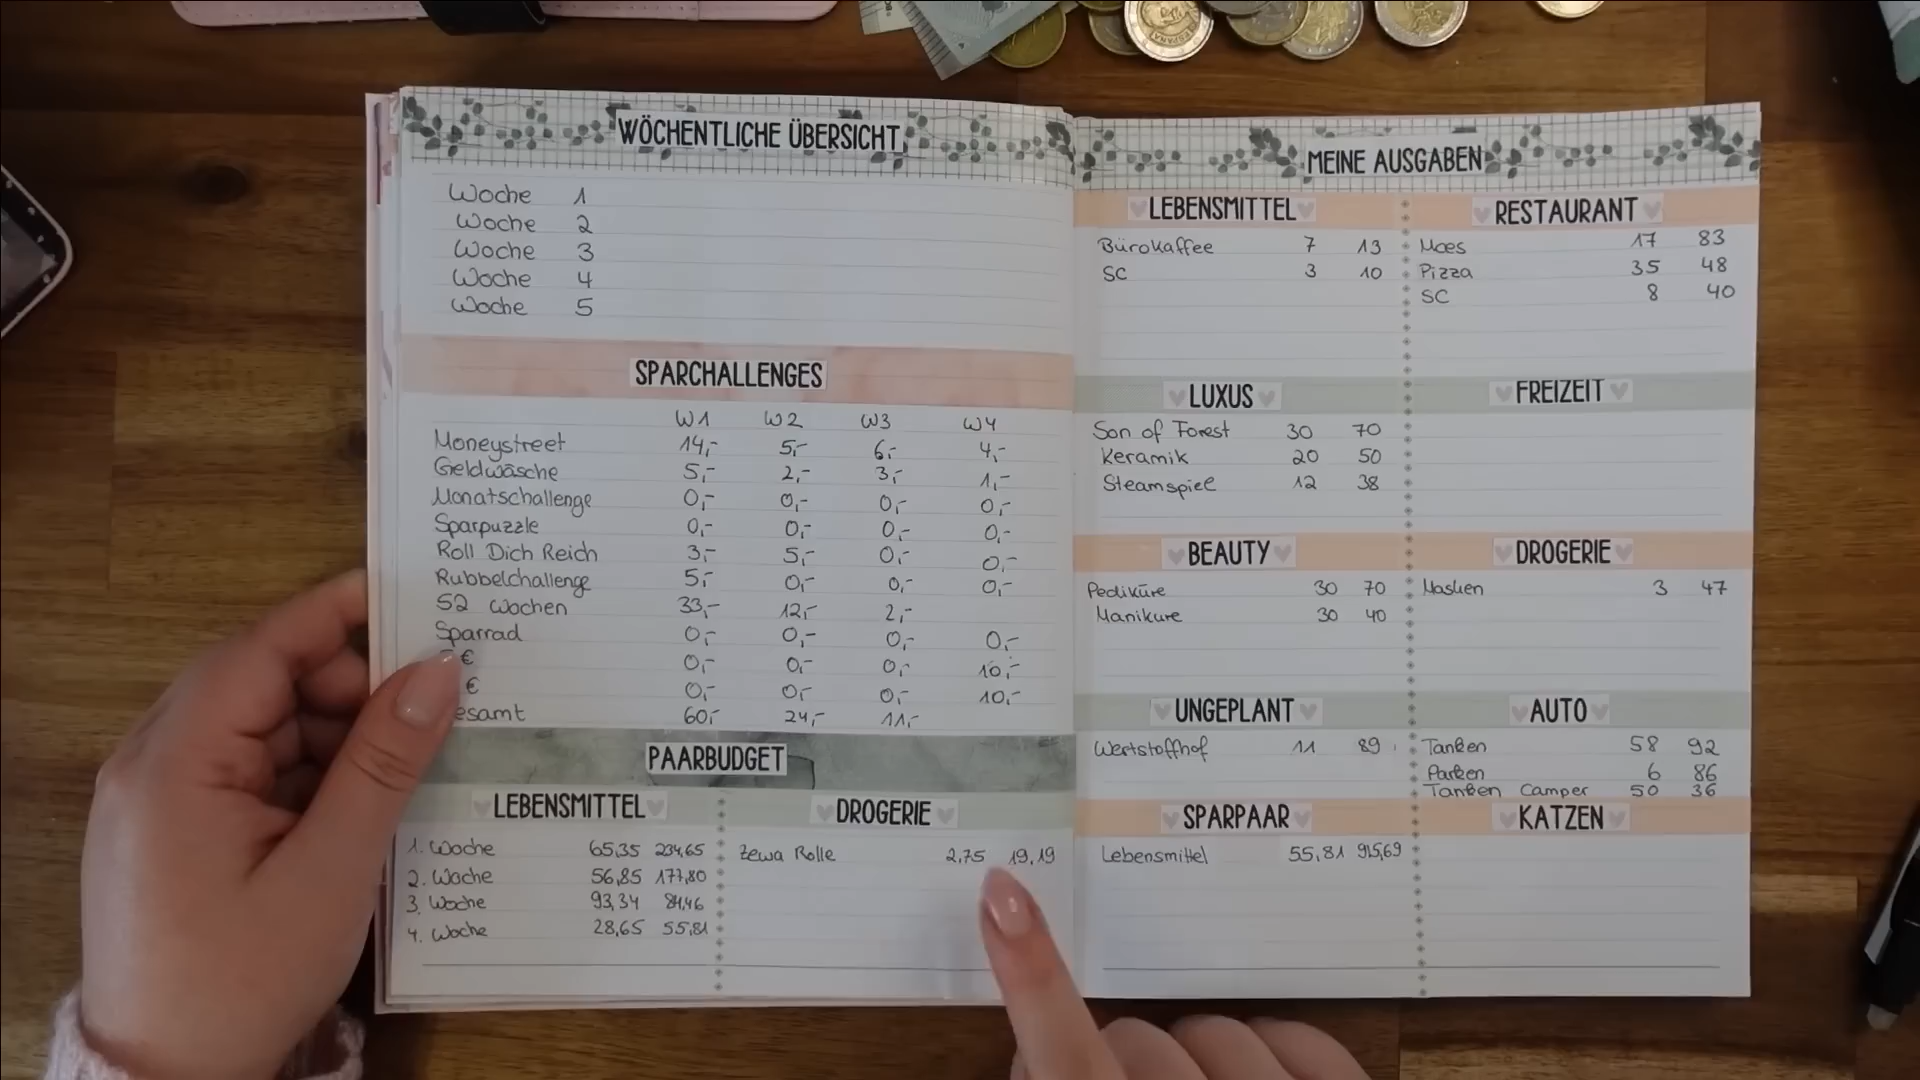 WÖCHENTLICHE ÜBERSICHT
Woche 1
Woche 2
Woche 3
Woche 4
Woche 5
SPARCHALLENGES
W1 W2 W3 W4
Moneystreet 14,- 5,- 6,- 4,-
Geldwäsche 5,- 2,- 3,- 1,-
Monatschallenge 0,- 0,- 0,- 0,-
Sparpuzzle 0,- 0,- 0,- 0,-
Roll Dich Reich 3,- 5,- 0,- 0,-
Rubbelchallenge 5,- 0,- 0,- 0,-
52 Wochen 33,- 12,- 2,-
Sparrad 0,- 0,- 0,- 0,-
€ 0,- 0,- 0,- 10,-
€ 0,- 0,- 0,- 10,-
esamt 60,- 24,- 11,-
PAARBUDGET
LEBENSMITTEL
1. Woche 65,35 234,65
2. Woche 56,85 177,80
3. Woche 93,34 84,46
4. Woche 28,65 55,81
DROGERIE
Zewa Rolle 2,75 19,19
MEINE AUSGABEN
LEBENSMITTEL
Bürokaffee 7 13
SC 3 10
RESTAURANT
Moes 17 83
Pizza 35 48
SC 8 40
LUXUS
Son of Forest 30 70
Keramik 20 50
Steamspiel 12 38
FREIZEIT
BEAUTY
Pediküre 30 70
Maniküre 30 40
DROGERIE
Masken 3 47
UNGEPLANT
Wertstoffhof 11 89
AUTO
Tanken 58 92
Parken 6 86
Tanken Camper 50 36
SPARPAAR
Lebensmittel 55,81 915,69
KATZEN
ESPAÑA